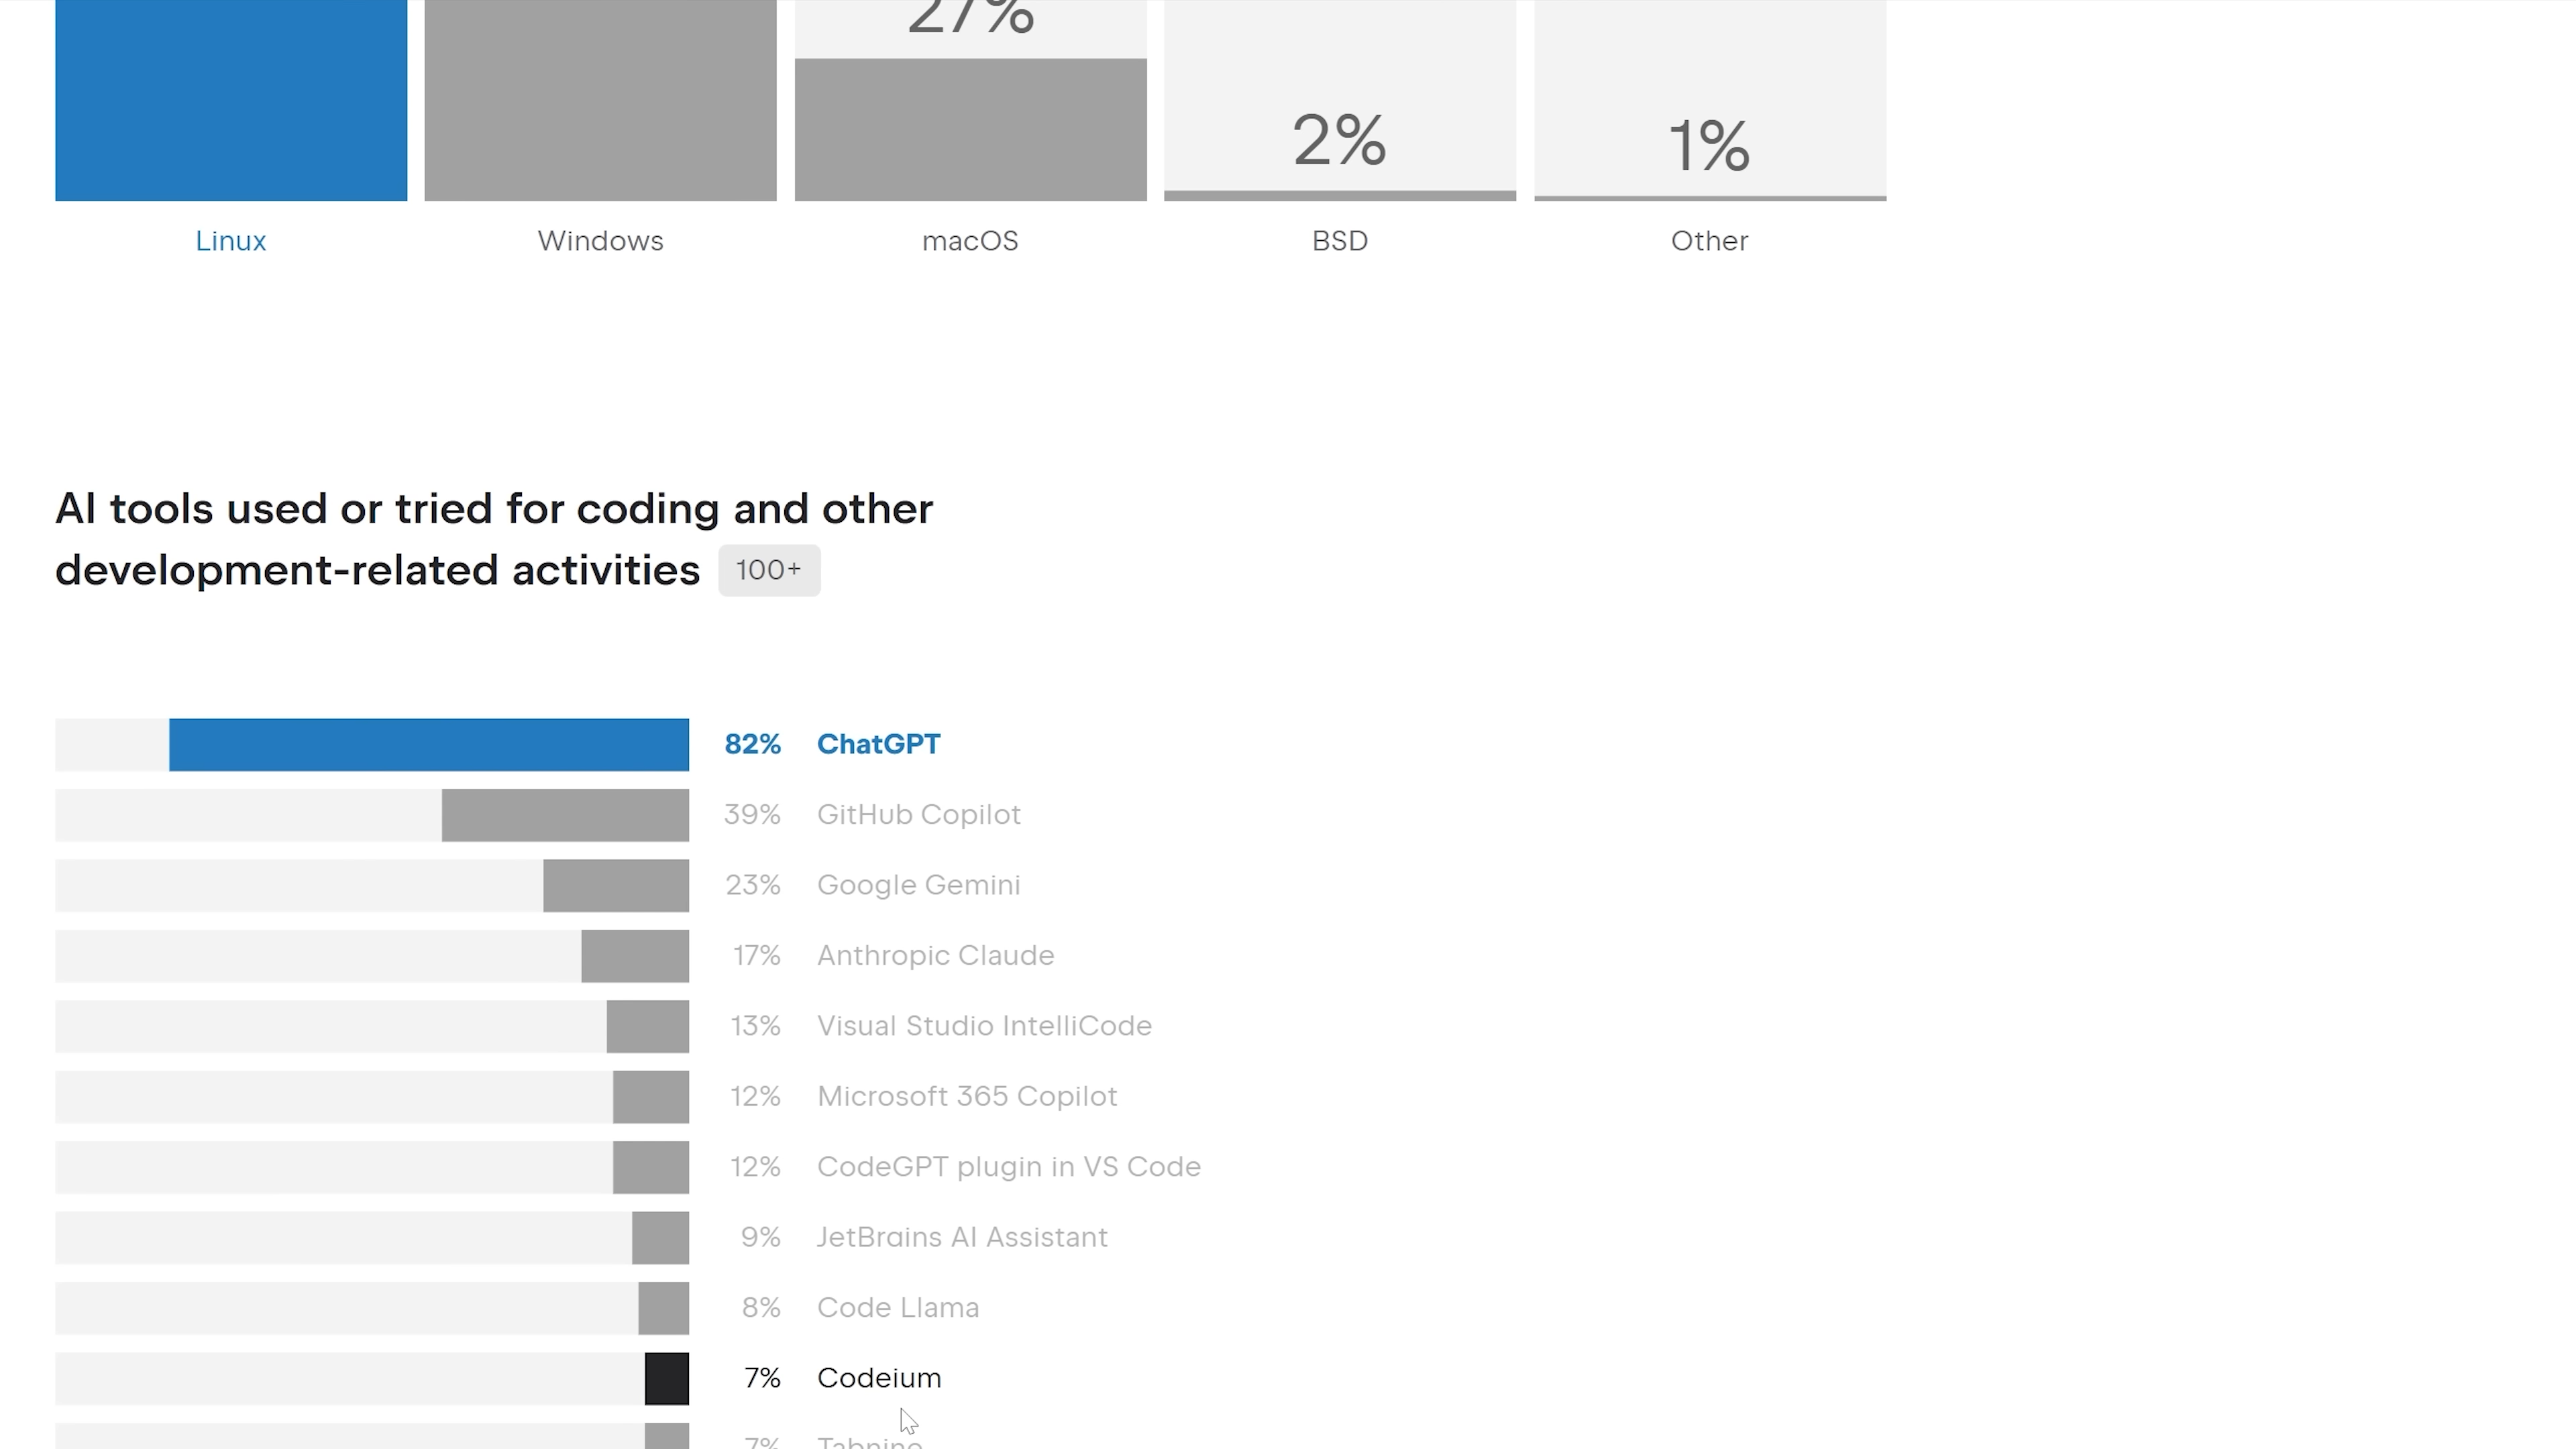 27%
2%
1%
Linux
Windows
macOS
BSD
Other
AI tools used or tried for coding and other
development-related activities 100+
82% ChatGPT
39% GitHub Copilot
23% Google Gemini
17% Anthropic Claude
13% Visual Studio IntelliCode
12% Microsoft 365 Copilot
12% CodeGPT plugin in VS Code
9% JetBrains AI Assistant
8% Code Llama
7% Codeium
7% Tabnine